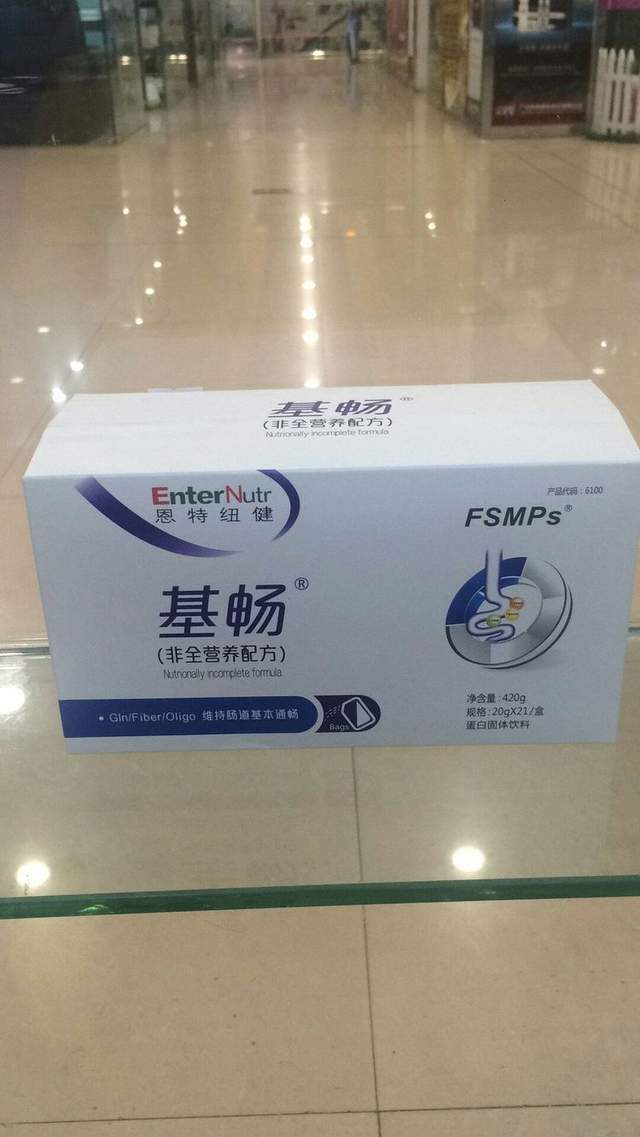 基畅®
(非全营养配方)
Nutrionally incomplete formula
EnterNutr
恩特纽健
产品代码：6100
FSMPs®
基畅®
(非全营养配方)
Nutrionally incomplete formula
• Gln/Fiber/Oligo 维持肠道基本通畅
Bags
净含量：420g
规格：20gX21/盒
蛋白固体饮料